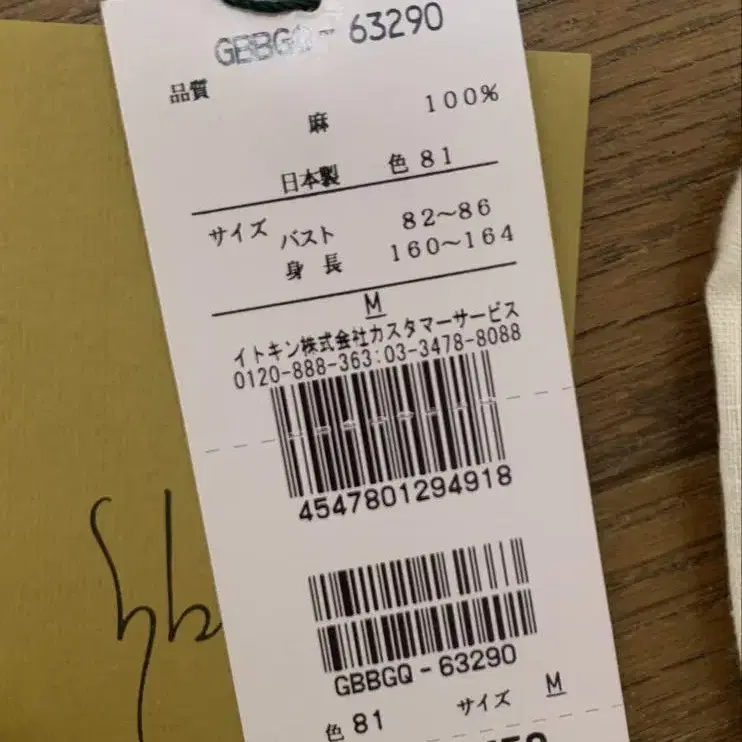 GBBGQ-63290
品質
麻 100%
日本製 色 81
サイズ バスト 82～86
身長 160～164
M
イトキン株式会社カスタマーサービス
0120-888-363:03-3478-8088
4547801294918
GBBGQ-63290
色 81 サイズ M